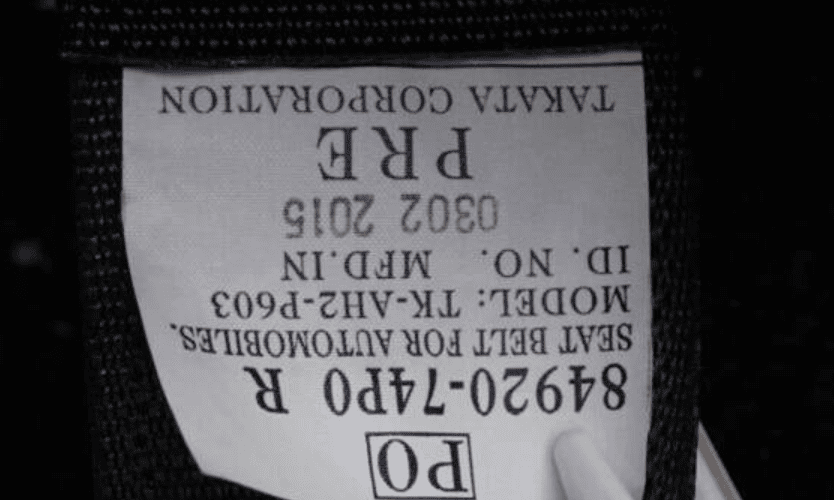 PO
84920-74P0 R
SEAT BELT FOR AUTOMOBILES.
MODEL: TK-AH2-P603
ID. NO. MFD.IN
0302 2015
PRE
TAKATA CORPORATION